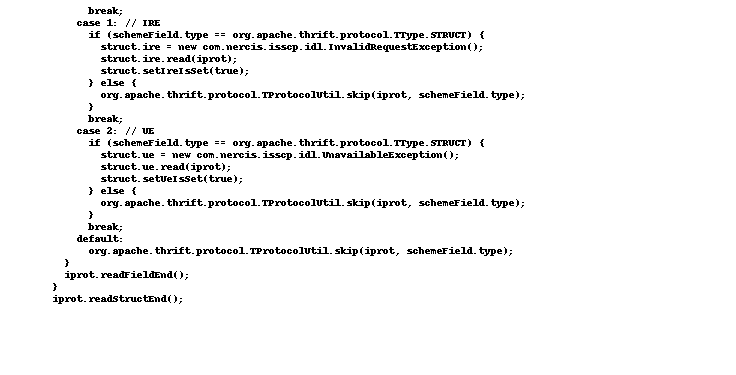 break;
case 1: // IRE
if (schemeField.type == org.apache.thrift.protocol.TType.STRUCT) {
struct.ire = new com.nercis.isscp.idl.InvalidRequestException();
struct.ire.read(iprot);
struct.setIreIsSet(true);
} else {
org.apache.thrift.protocol.TProtocolUtil.skip(iprot, schemeField.type);
}
break;
case 2: // UE
if (schemeField.type == org.apache.thrift.protocol.TType.STRUCT) {
struct.ue = new com.nercis.isscp.idl.UnavailableException();
struct.ue.read(iprot);
struct.setUeIsSet(true);
} else {
org.apache.thrift.protocol.TProtocolUtil.skip(iprot, schemeField.type);
}
break;
default:
org.apache.thrift.protocol.TProtocolUtil.skip(iprot, schemeField.type);
}
iprot.readFieldEnd();
}
iprot.readStructEnd();